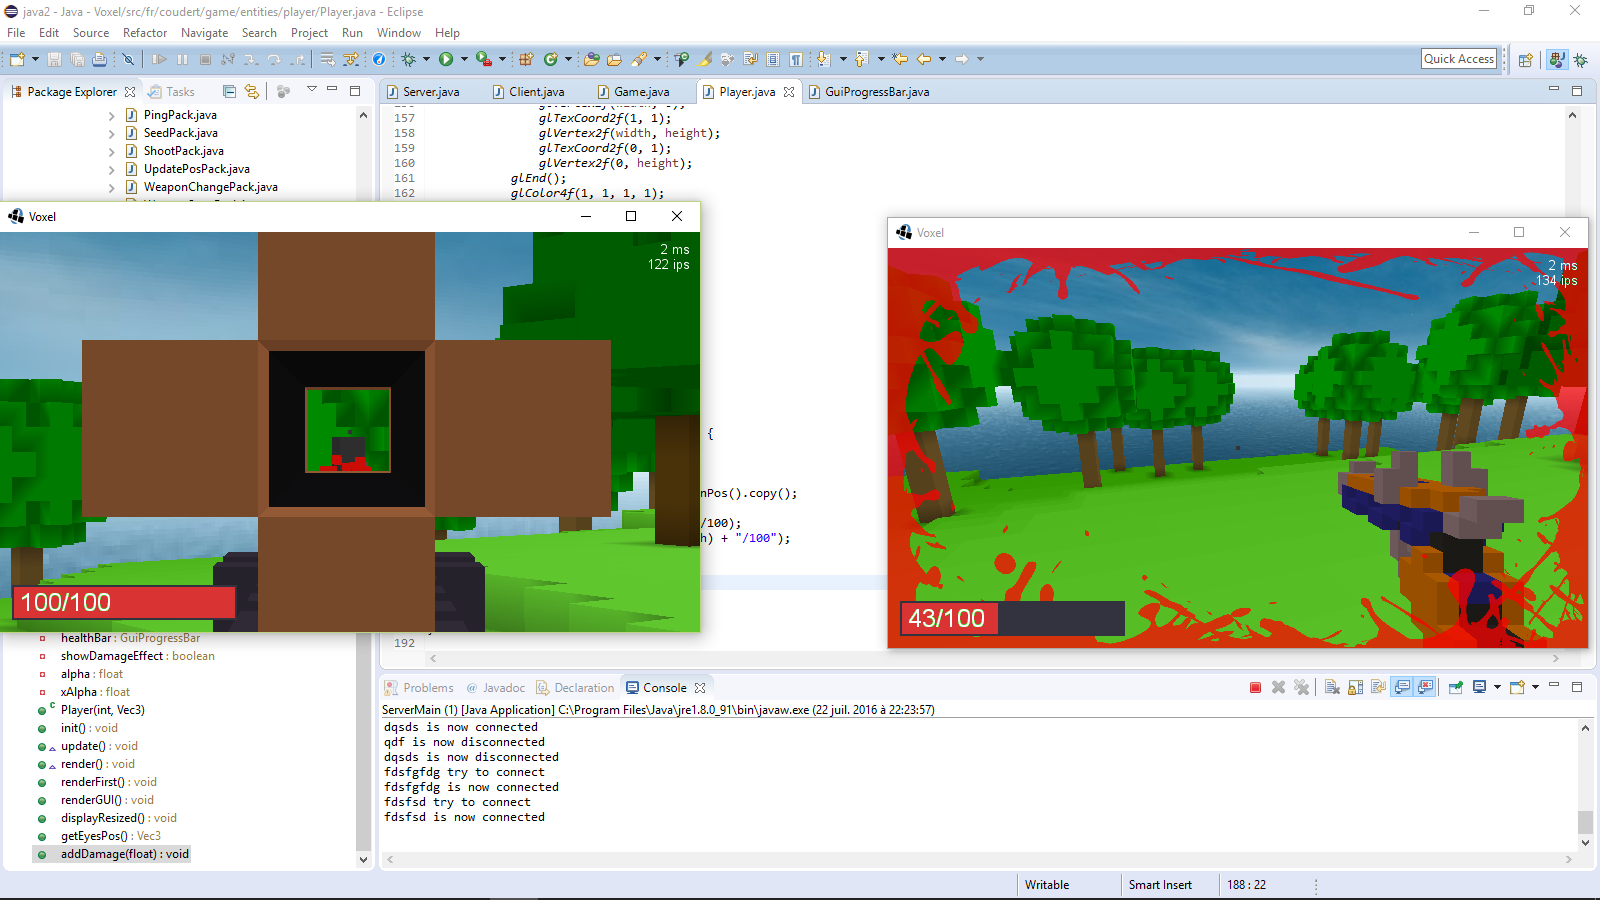 java2 - Java - Voxel/src/fr/coudert/game/entities/player/Player.java - Eclipse
File Edit Source Refactor Navigate Search Project Run Window Help
Quick Access
Package Explorer Tasks
Server.java Client.java Game.java Player.java GuiProgressBar.java
PingPack.java
SeedPack.java
ShootPack.java
UpdatePosPack.java
WeaponChangePack.java
157 glTexCoord2f(1, 1);
158 glVertex2f(width, height);
159 glTexCoord2f(0, 1);
160 glVertex2f(0, height);
161 glEnd();
162 glColor4f(1, 1, 1, 1);
Voxel
2 ms
122 ips
100/100
{
nPos().copy();
/100);
h) + "/100");
192
Voxel
2 ms
134 ips
43/100
healthBar : GuiProgressBar
showDamageEffect : boolean
alpha : float
xAlpha : float
Player(int, Vec3)
init() : void
update() : void
render() : void
renderFirst() : void
renderGUI() : void
displayResized() : void
getEyesPos() : Vec3
addDamage(float) : void
Problems Javadoc Declaration Console
ServerMain (1) [Java Application] C:\Program Files\Java\jre1.8.0_91\bin\javaw.exe (22 juil. 2016 à 22:23:57)
dqsds is now connected
qdf is now disconnected
dqsds is now disconnected
fdsfgfdg try to connect
fdsfgfdg is now connected
fdsfsd try to connect
fdsfsd is now connected
Writable Smart Insert 188 : 22